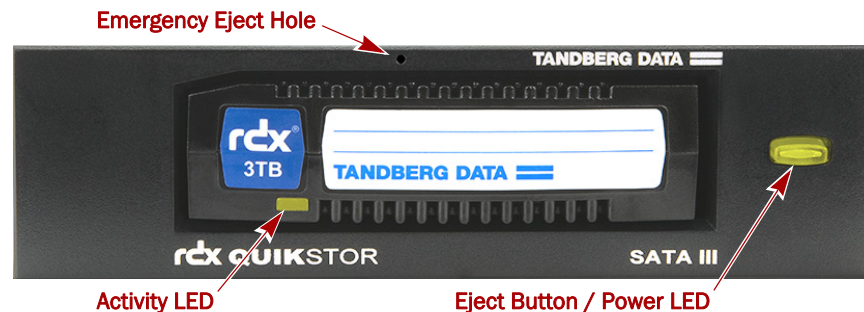 Emergency Eject Hole
TANDBERG DATA
rdx®
3TB
TANDBERG DATA
rdx QUIKSTOR
SATA III
Activity LED
Eject Button / Power LED